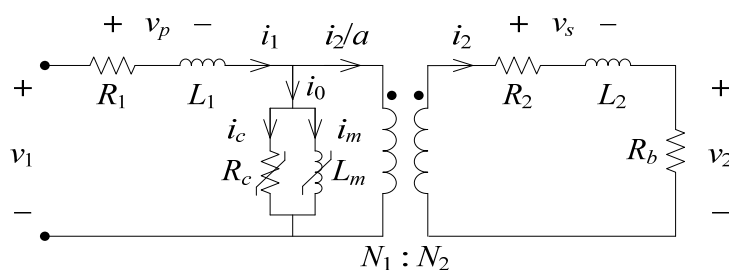 + v_p − i_1 i_2/a i_2 + v_s −
R_1 L_1 R_2 L_2
+ i_0 +
i_c i_m
v_1 R_c L_m R_b v_2
− −
N_1 : N_2